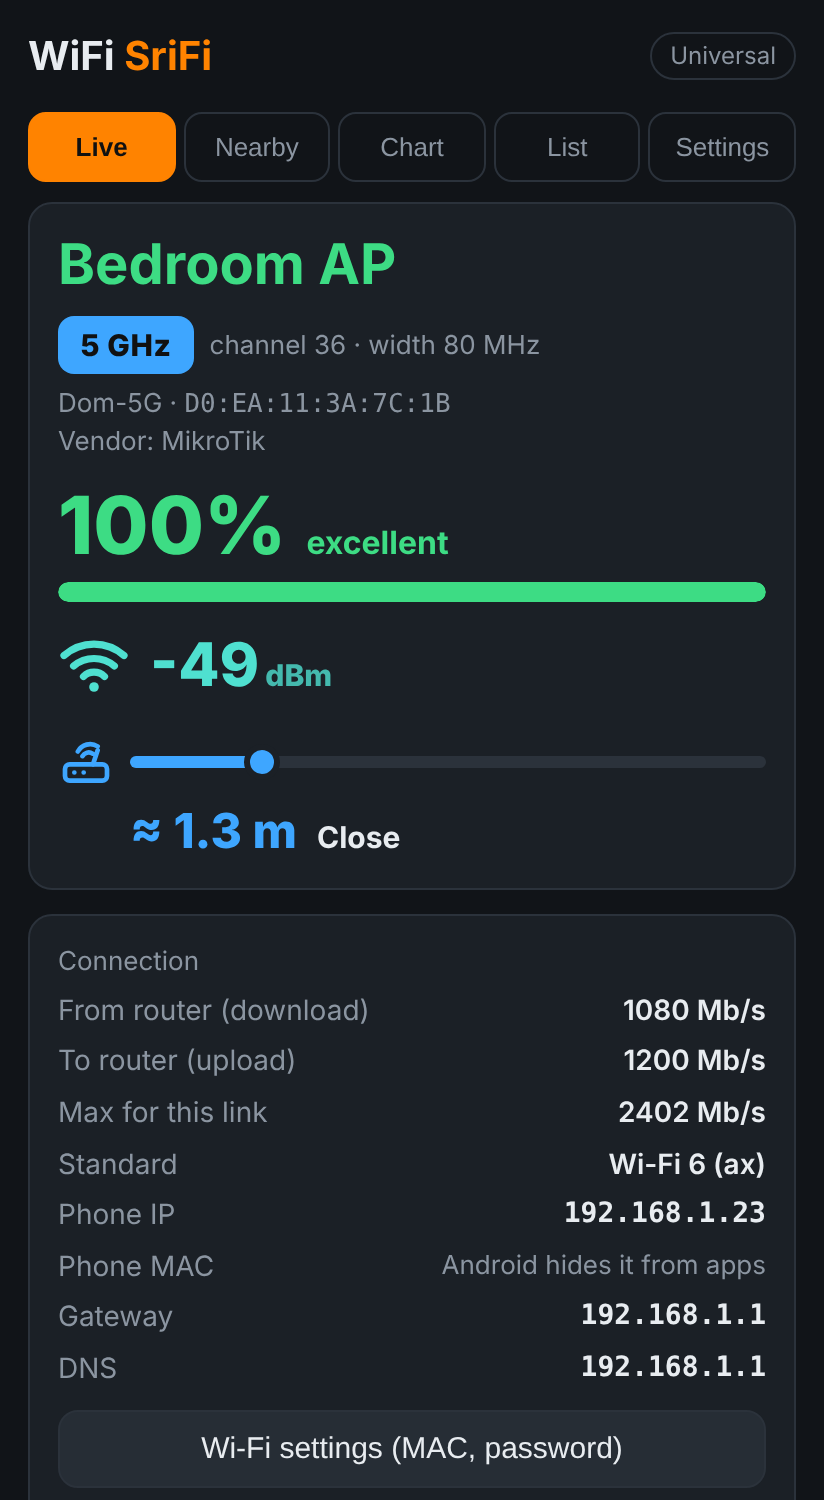 WiFi SriFi
Universal
Live
Nearby
Chart
List
Settings
Bedroom AP
5 GHz channel 36 · width 80 MHz
Dom-5G · D0:EA:11:3A:7C:1B
Vendor: MikroTik
100% excellent
-49 dBm
≈ 1.3 m Close
Connection
From router (download) 1080 Mb/s
To router (upload) 1200 Mb/s
Max for this link 2402 Mb/s
Standard Wi-Fi 6 (ax)
Phone IP 192.168.1.23
Phone MAC Android hides it from apps
Gateway 192.168.1.1
DNS 192.168.1.1
Wi-Fi settings (MAC, password)